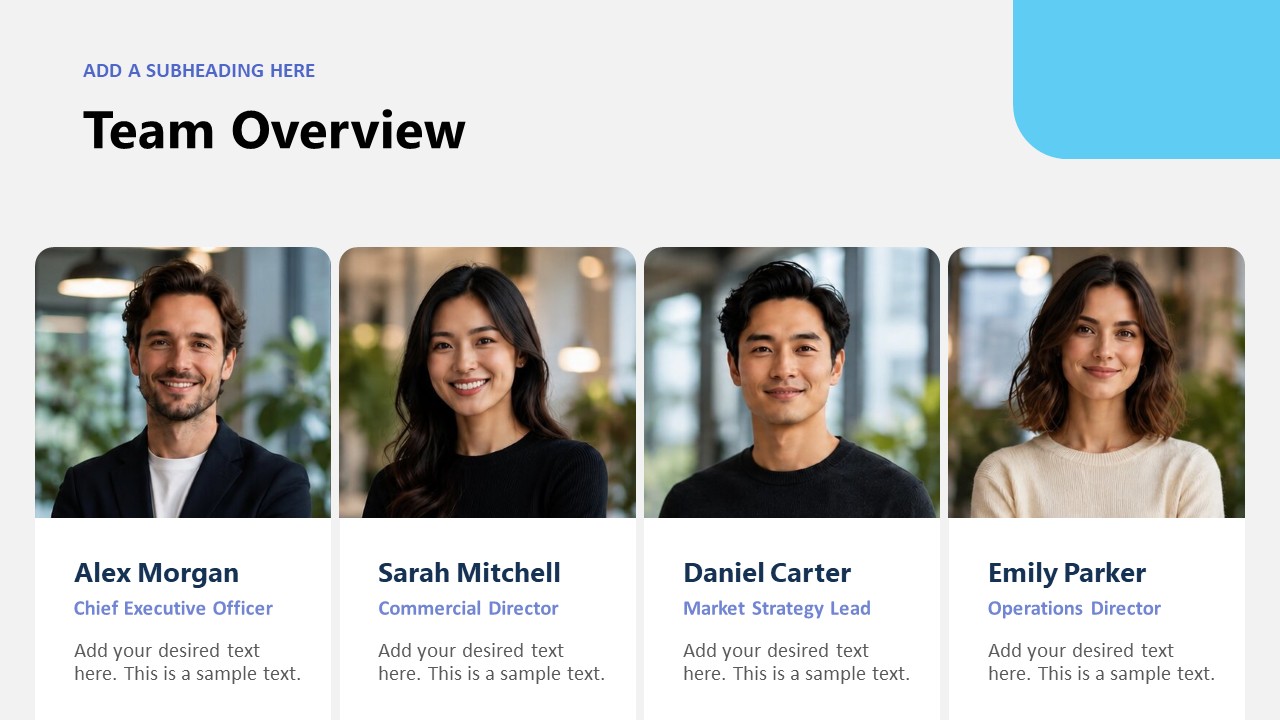 ADD A SUBHEADING HERE
Team Overview
Alex Morgan
Chief Executive Officer
Add your desired text
here. This is a sample text.
Sarah Mitchell
Commercial Director
Add your desired text
here. This is a sample text.
Daniel Carter
Market Strategy Lead
Add your desired text
here. This is a sample text.
Emily Parker
Operations Director
Add your desired text
here. This is a sample text.